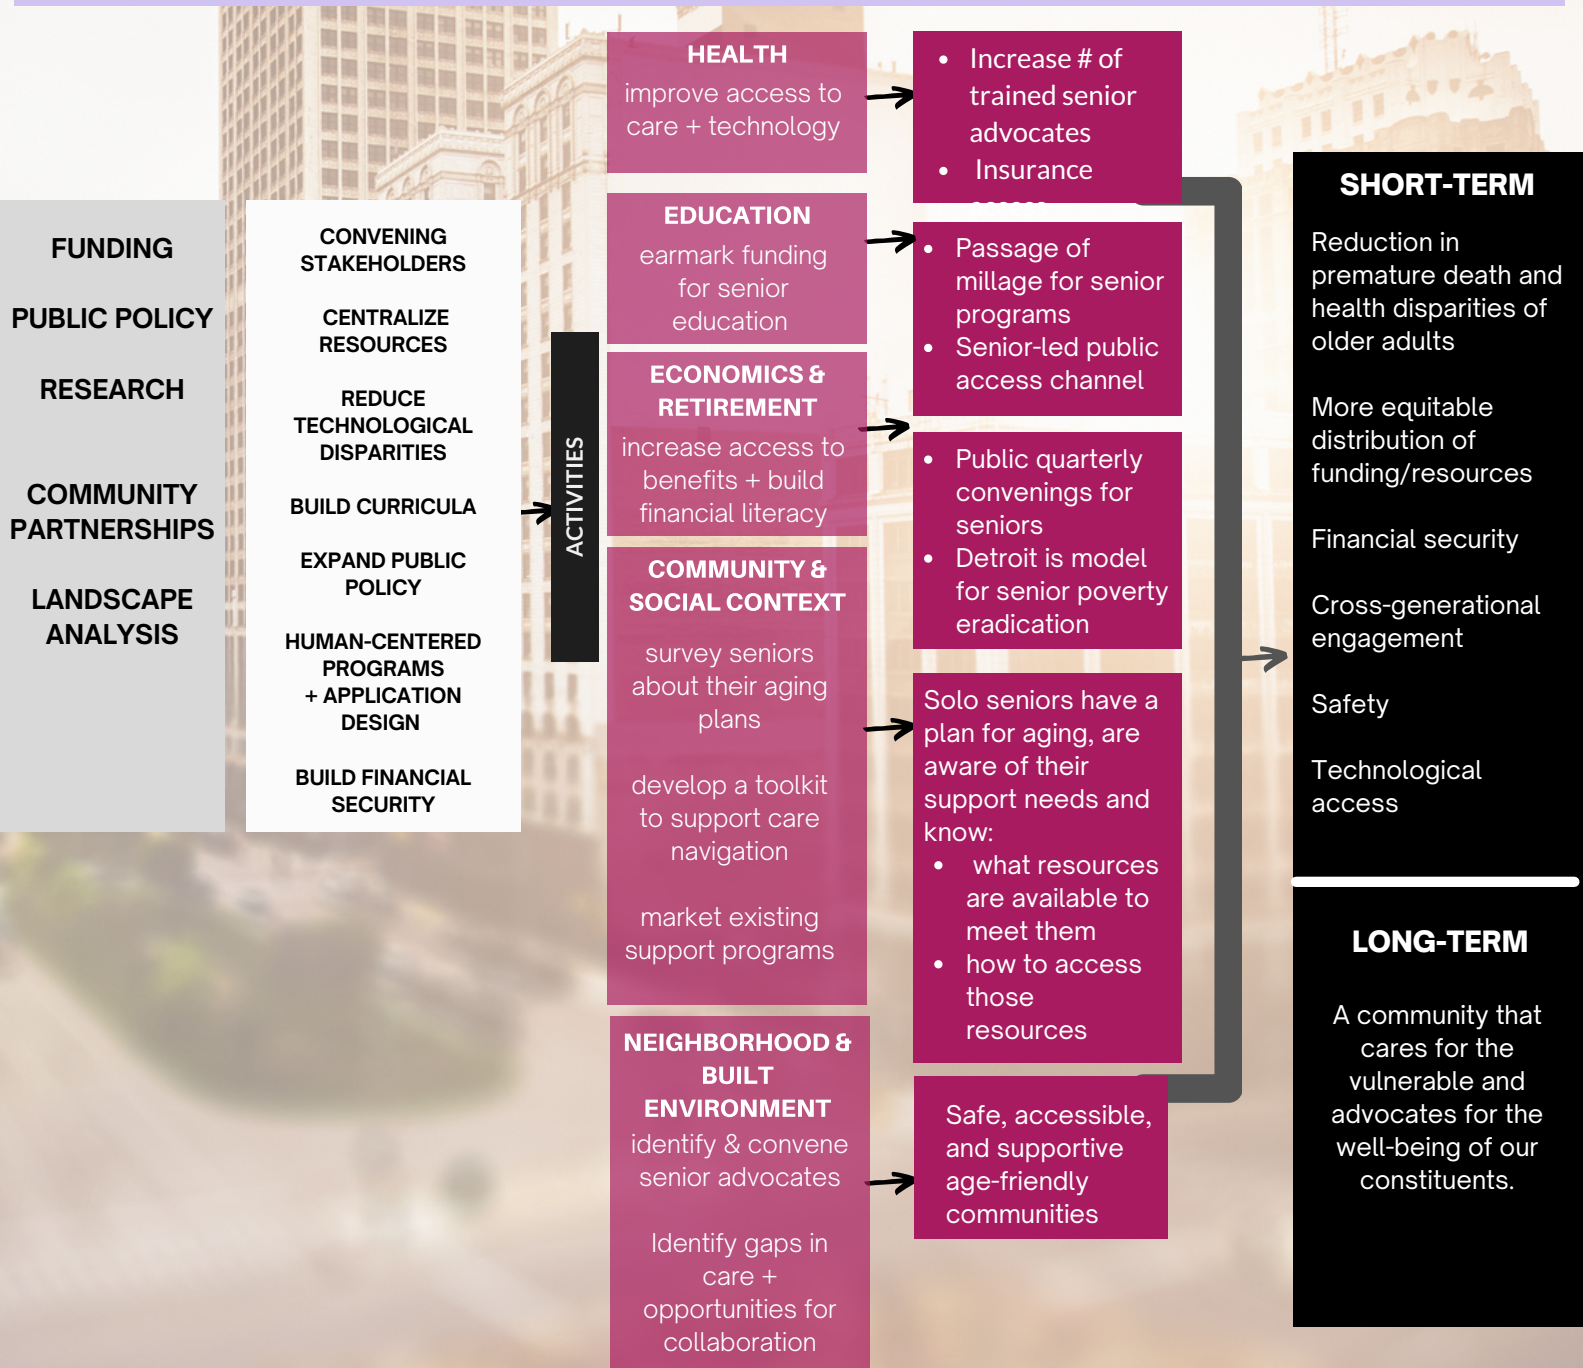 FUNDING
PUBLIC POLICY
RESEARCH
COMMUNITY
PARTNERSHIPS
LANDSCAPE
ANALYSIS
CONVENING
STAKEHOLDERS
CENTRALIZE
RESOURCES
REDUCE
TECHNOLOGICAL
DISPARITIES
BUILD CURRICULA
EXPAND PUBLIC
POLICY
HUMAN-CENTERED
PROGRAMS
+ APPLICATION
DESIGN
BUILD FINANCIAL
SECURITY
ACTIVITIES
HEALTH
improve access to
care + technology
EDUCATION
earmark funding
for senior
education
ECONOMICS &
RETIREMENT
increase access to
benefits + build
financial literacy
COMMUNITY &
SOCIAL CONTEXT
survey seniors
about their aging
plans
develop a toolkit
to support care
navigation
market existing
support programs
NEIGHBORHOOD &
BUILT
ENVIRONMENT
identify & convene
senior advocates
Identify gaps in
care +
opportunities for
collaboration
• Increase # of
trained senior
advocates
• Insurance
• Passage of
millage for senior
programs
• Senior-led public
access channel
• Public quarterly
convenings for
seniors
• Detroit is model
for senior poverty
eradication
Solo seniors have a
plan for aging, are
aware of their
support needs and
know:
• what resources
are available to
meet them
• how to access
those
resources
Safe, accessible,
and supportive
age-friendly
communities
SHORT-TERM
Reduction in
premature death and
health disparities of
older adults
More equitable
distribution of
funding/resources
Financial security
Cross-generational
engagement
Safety
Technological
access
LONG-TERM
A community that
cares for the
vulnerable and
advocates for the
well-being of our
constituents.